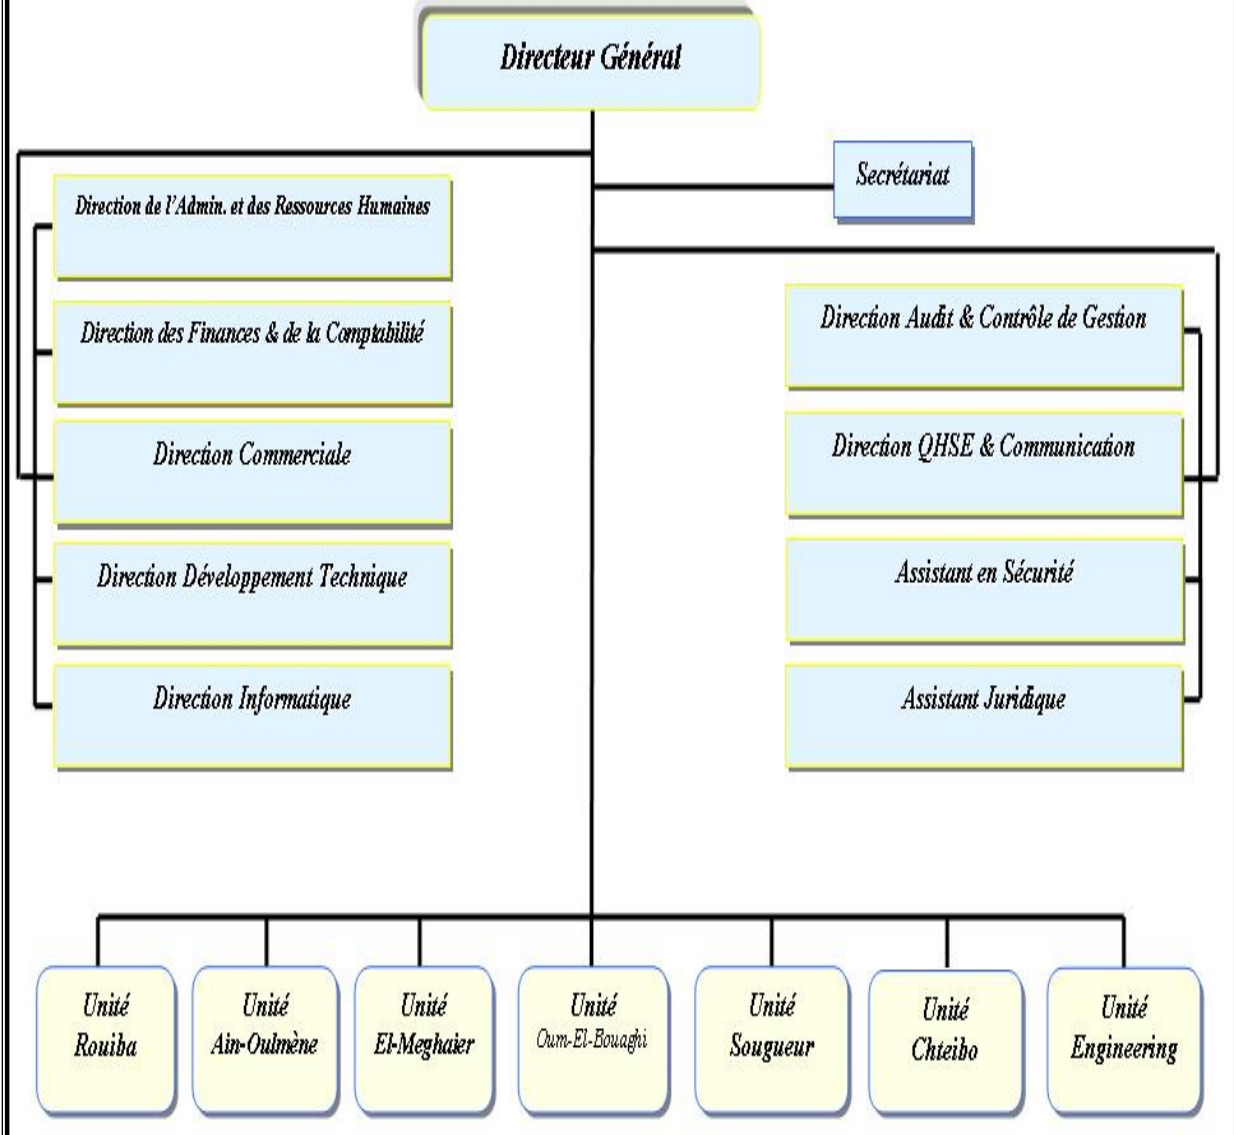 Directeur Général
Secrétariat
Direction de l'Admin. et des Ressources Humaines
Direction des Finances & de la Comptabilité
Direction Commerciale
Direction Développement Technique
Direction Informatique
Direction Audit & Contrôle de Gestion
Direction QHSE & Communication
Assistant en Sécurité
Assistant Juridique
Unité
Rouiba
Unité
Ain-Oulmène
Unité
El-Meghaier
Unité
Oum-El-Bouaghi
Unité
Sougueur
Unité
Chteibo
Unité
Engineering